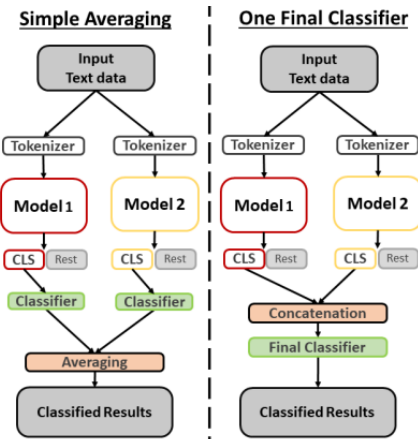 Simple Averaging
Input
Text data
Tokenizer Tokenizer
Model 1 Model 2
CLS Rest CLS Rest
Classifier Classifier
Averaging
Classified Results
One Final Classifier
Input
Text data
Tokenizer Tokenizer
Model 1 Model 2
CLS Rest CLS Rest
Concatenation
Final Classifier
Classified Results